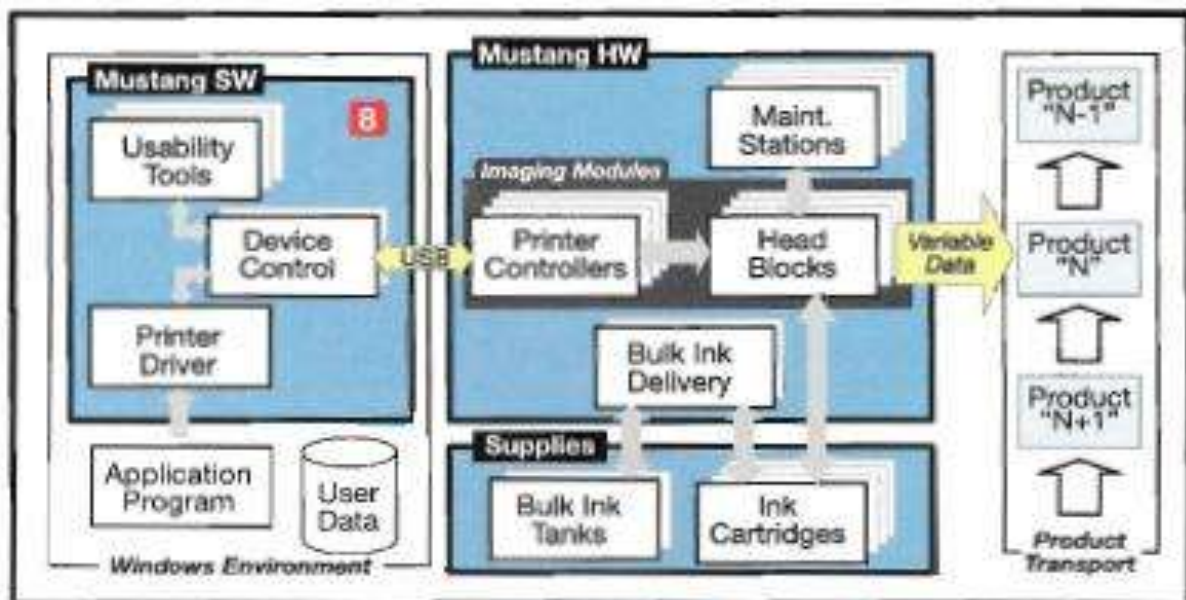 Mustang SW
8
Usability
Tools
Device
Control
Printer
Driver
Application
Program
User
Data
Windows Environment
USB
Mustang HW
Maint.
Stations
Imaging Modules
Printer
Controllers
Head
Blocks
Bulk Ink
Delivery
Supplies
Bulk Ink
Tanks
Ink
Cartridges
Variable
Data
Product
"N-1"
Product
"N"
Product
"N+1"
Product
Transport